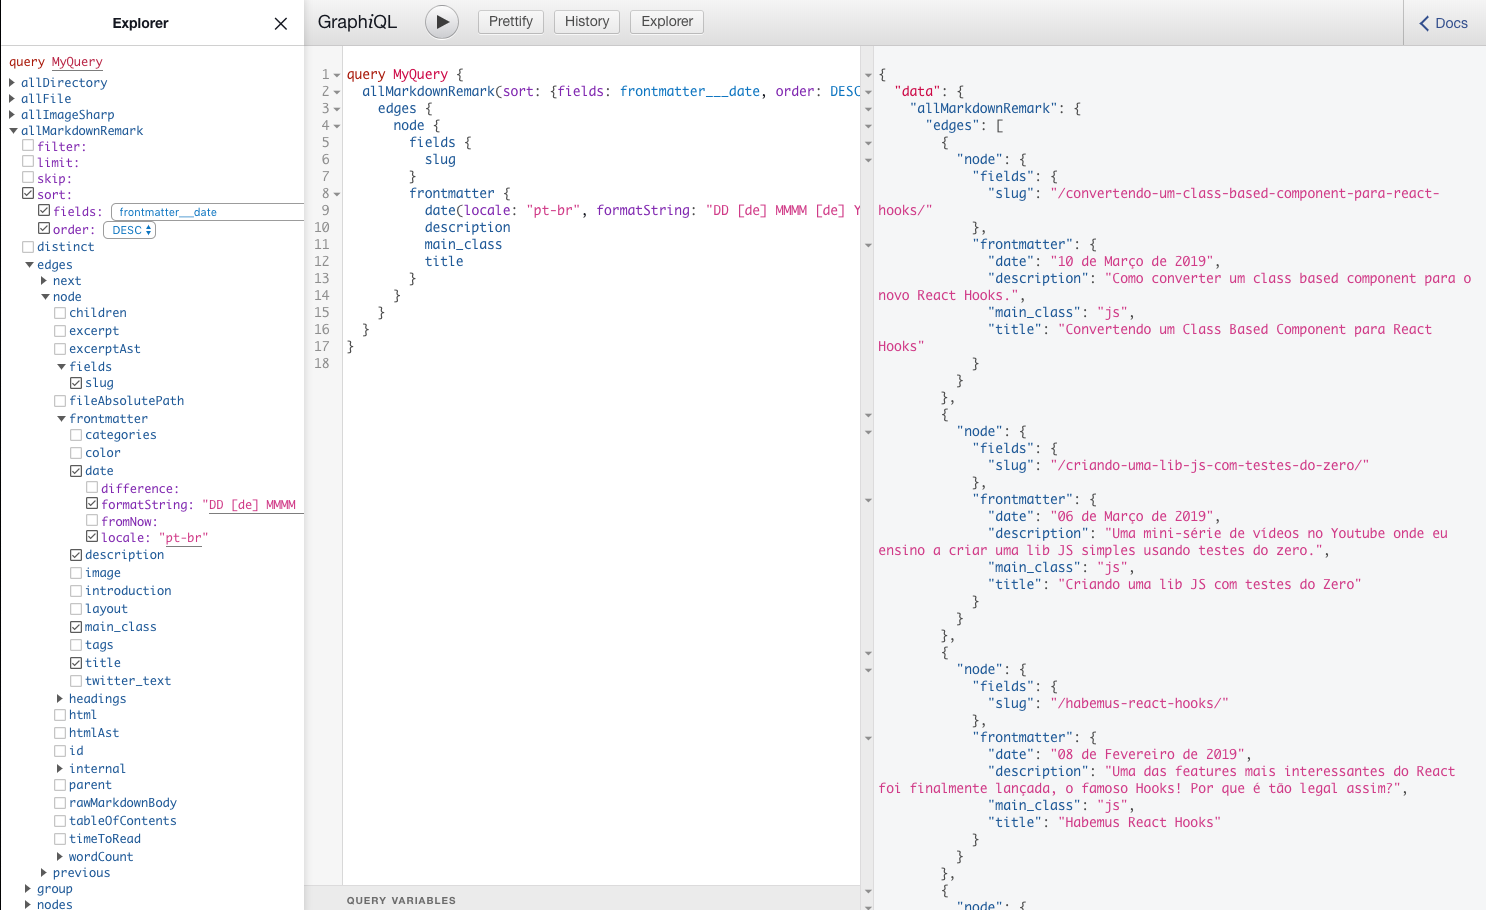 Explorer
query MyQuery
allDirectory
allFile
allImageSharp
allMarkdownRemark
filter:
limit:
skip:
sort:
fields: frontmatter___date
order: DESC
distinct
edges
next
node
children
excerpt
excerptAst
fields
slug
fileAbsolutePath
frontmatter
categories
color
date
difference:
formatString: "DD [de] MMMM
fromNow:
locale: "pt-br"
description
image
introduction
layout
main_class
tags
title
twitter_text
headings
html
htmlAst
id
internal
parent
rawMarkdownBody
tableOfContents
timeToRead
wordCount
previous
group
nodes
GraphiQL
Prettify
History
Explorer
Docs
1 query MyQuery {
2 allMarkdownRemark(sort: {fields: frontmatter___date, order: DESC
3 edges {
4 node {
5 fields {
6 slug
7 }
8 frontmatter {
9 date(locale: "pt-br", formatString: "DD [de] MMMM [de] Y
10 description
11 main_class
12 title
13 }
14 }
15 }
16 }
17 }
18
QUERY VARIABLES
{
"data": {
"allMarkdownRemark": {
"edges": [
{
"node": {
"fields": {
"slug": "/convertendo-um-class-based-component-para-react-
hooks/"
},
"frontmatter": {
"date": "10 de Março de 2019",
"description": "Como converter um class based component para o
novo React Hooks.",
"main_class": "js",
"title": "Convertendo um Class Based Component para React
Hooks"
}
}
},
{
"node": {
"fields": {
"slug": "/criando-uma-lib-js-com-testes-do-zero/"
},
"frontmatter": {
"date": "06 de Março de 2019",
"description": "Uma mini-série de vídeos no Youtube onde eu
ensino a criar uma lib JS simples usando testes do zero.",
"main_class": "js",
"title": "Criando uma lib JS com testes do Zero"
}
}
},
{
"node": {
"fields": {
"slug": "/habemus-react-hooks/"
},
"frontmatter": {
"date": "08 de Fevereiro de 2019",
"description": "Uma das features mais interessantes do React
foi finalmente lançada, o famoso Hooks! Por que é tão legal assim?",
"main_class": "js",
"title": "Habemus React Hooks"
}
}
},
{
"node": {